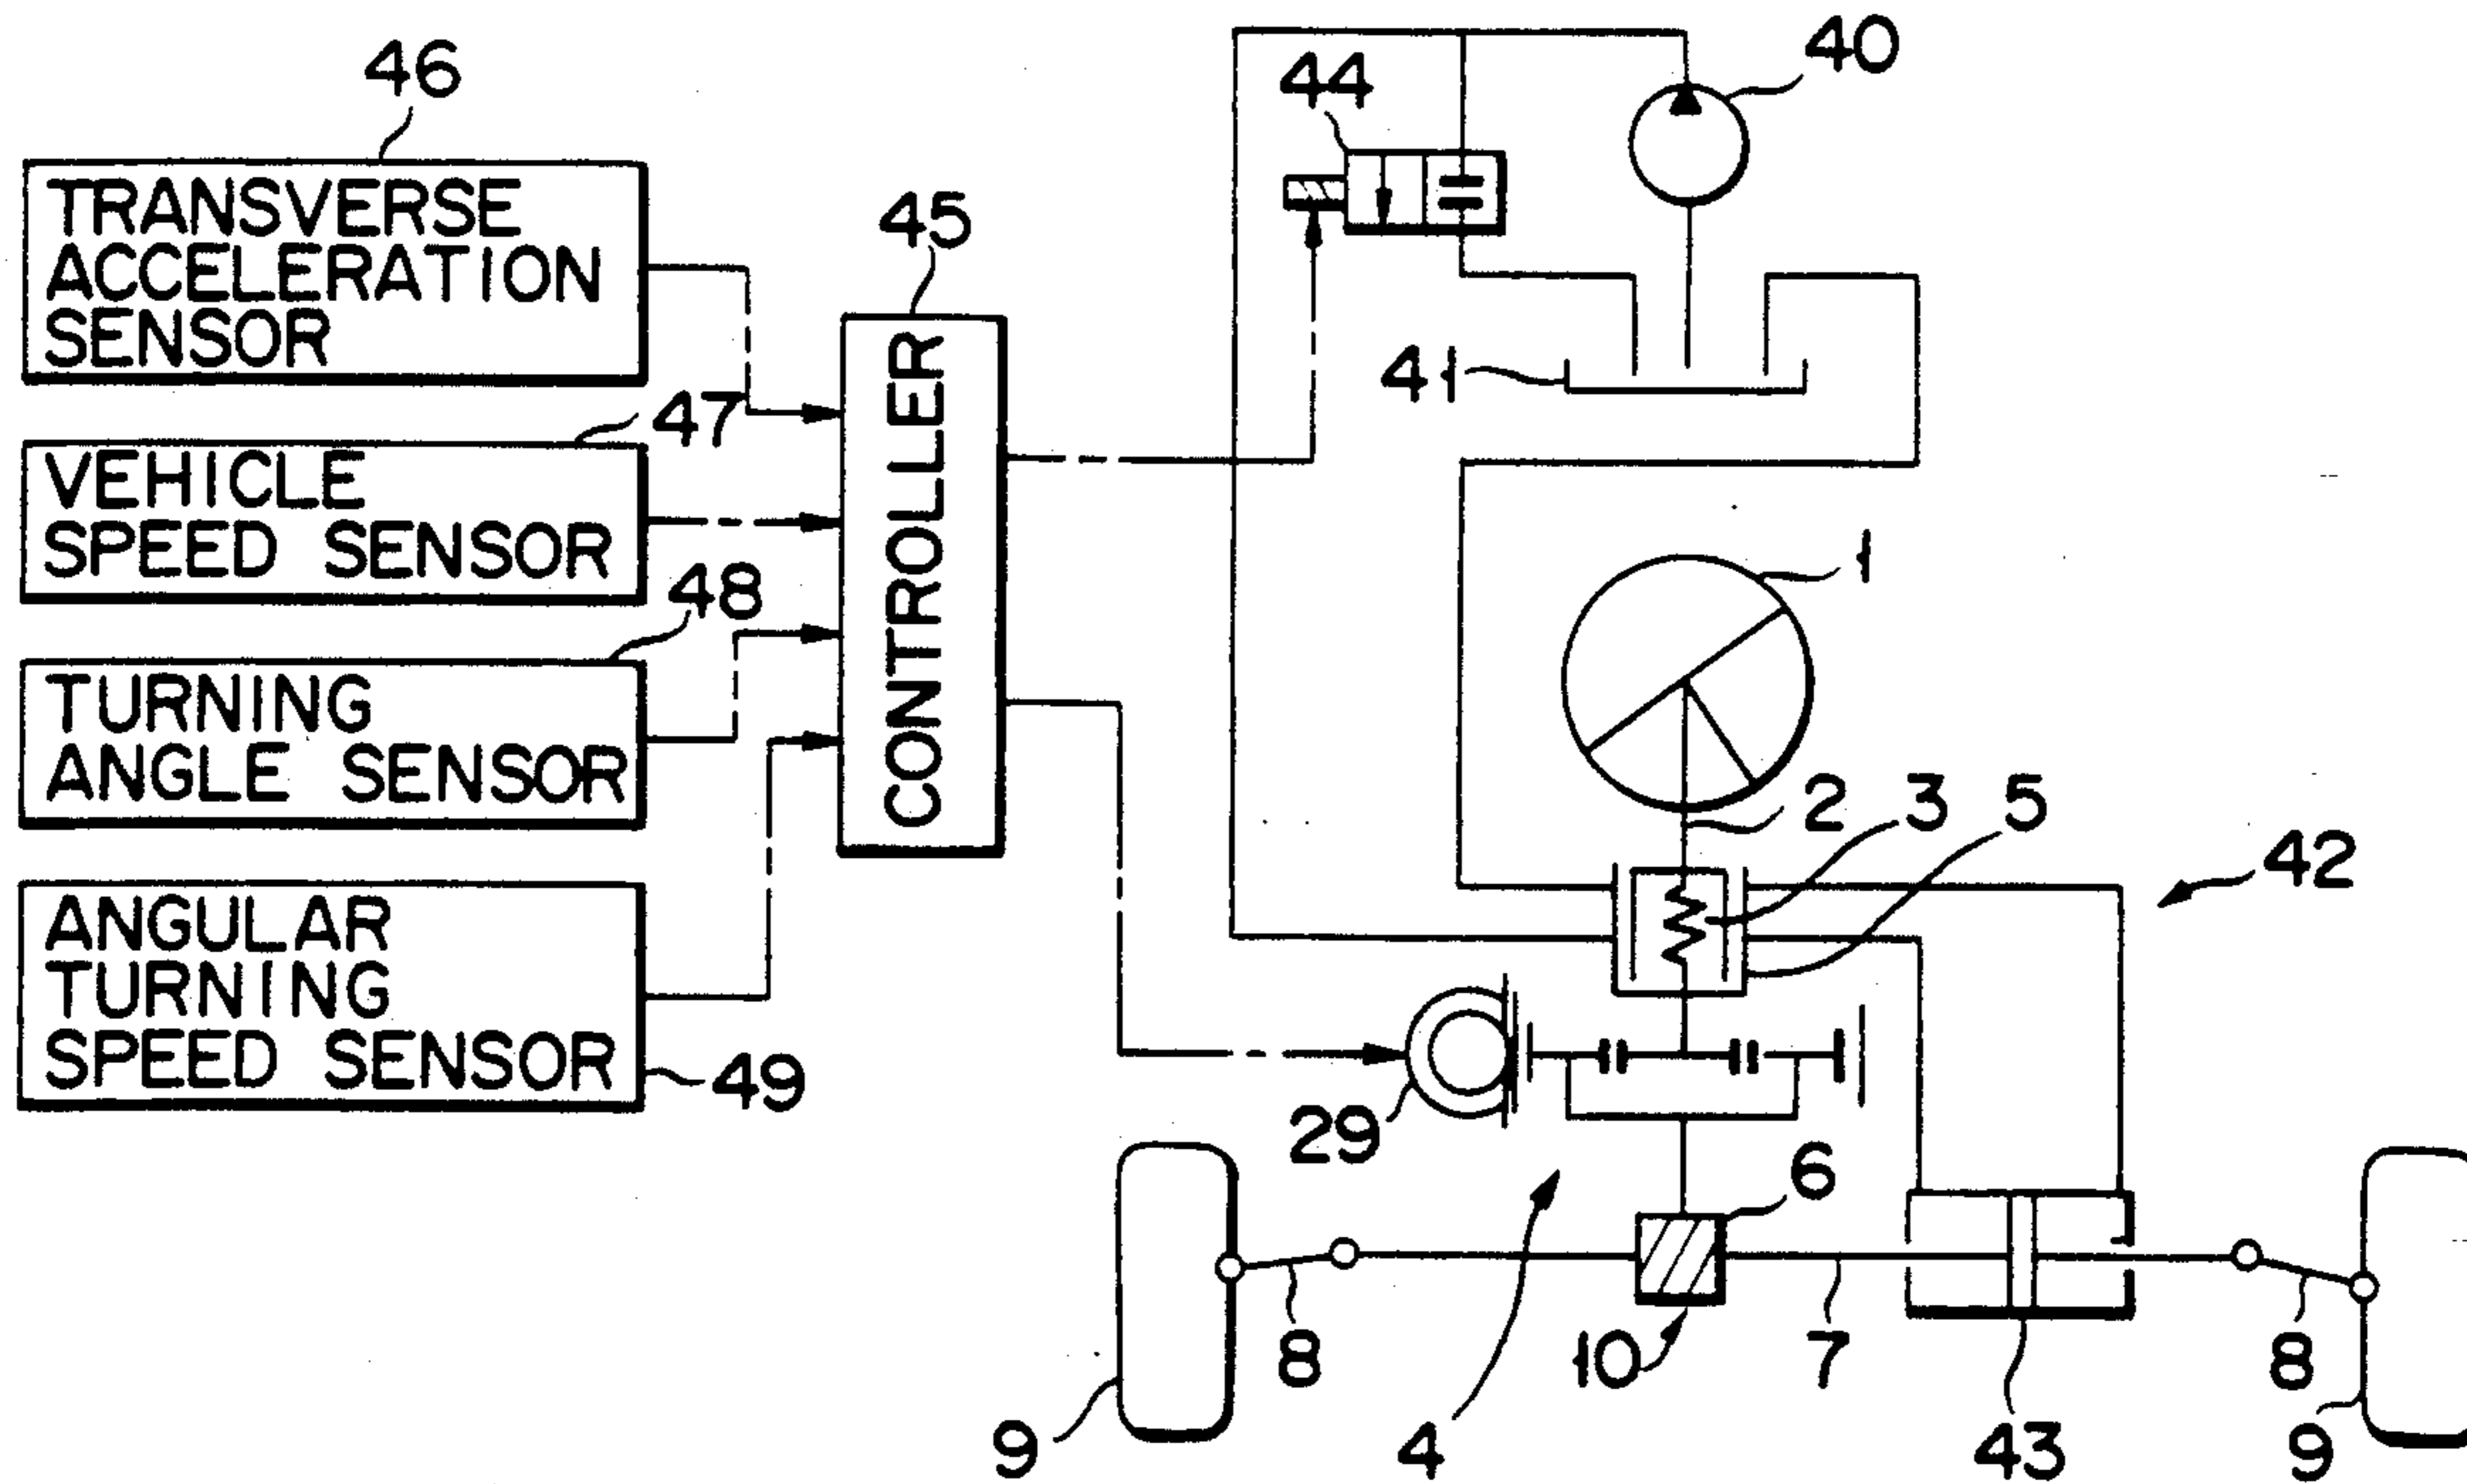 46
TRANSVERSE
ACCELERATION
SENSOR
47
VEHICLE
SPEED SENSOR
48
TURNING
ANGLE SENSOR
ANGULAR
TURNING
SPEED SENSOR
49
45
CONTROLLER
44
40
41
1
2
3
5
42
29
6
8
10
7
8
9
4
43
9